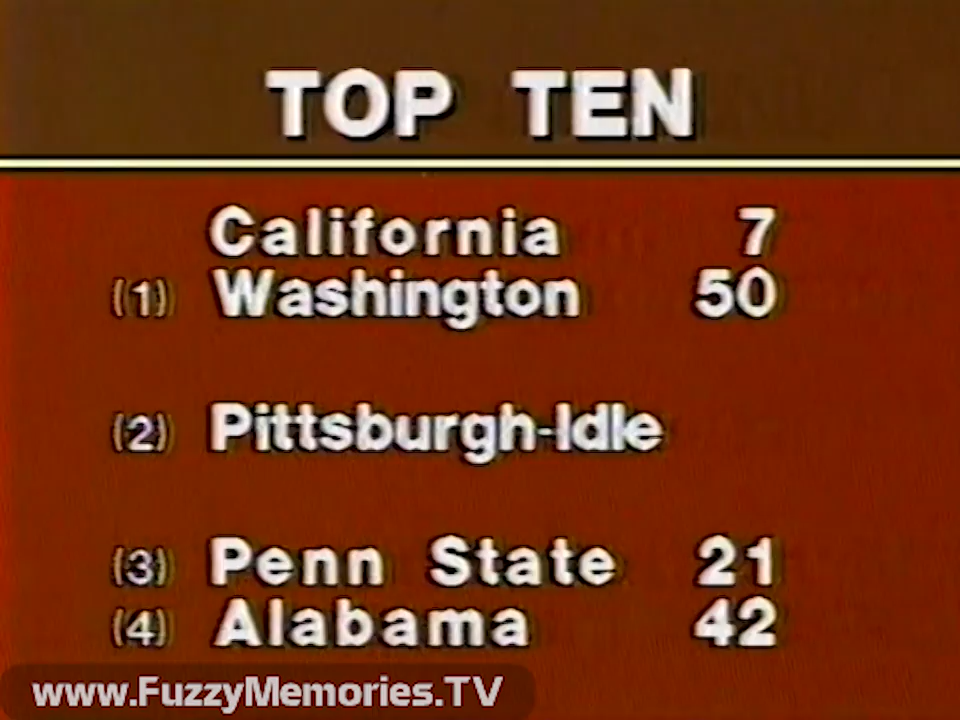 TOP TEN
California 7
(1) Washington 50
(2) Pittsburgh-Idle
(3) Penn State 21
(4) Alabama 42
www.FuzzyMemories.TV